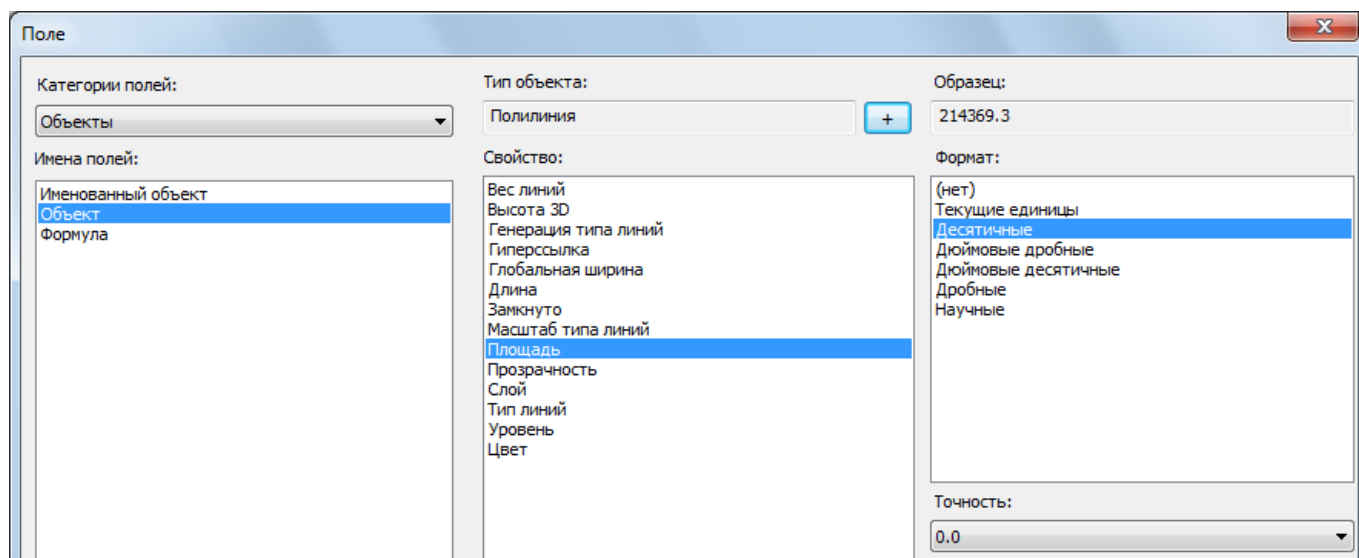 Поле
x
Категории полей:
Объекты
Имена полей:
Именованный объект
Объект
Формула
Тип объекта:
Полилиния
+
Свойство:
Вес линий
Высота 3D
Генерация типа линий
Гиперссылка
Глобальная ширина
Длина
Замкнуто
Масштаб типа линий
Площадь
Прозрачность
Слой
Тип линий
Уровень
Цвет
Образец:
214369.3
Формат:
(нет)
Текущие единицы
Десятичные
Дюймовые дробные
Дюймовые десятичные
Дробные
Научные
Точность:
0.0